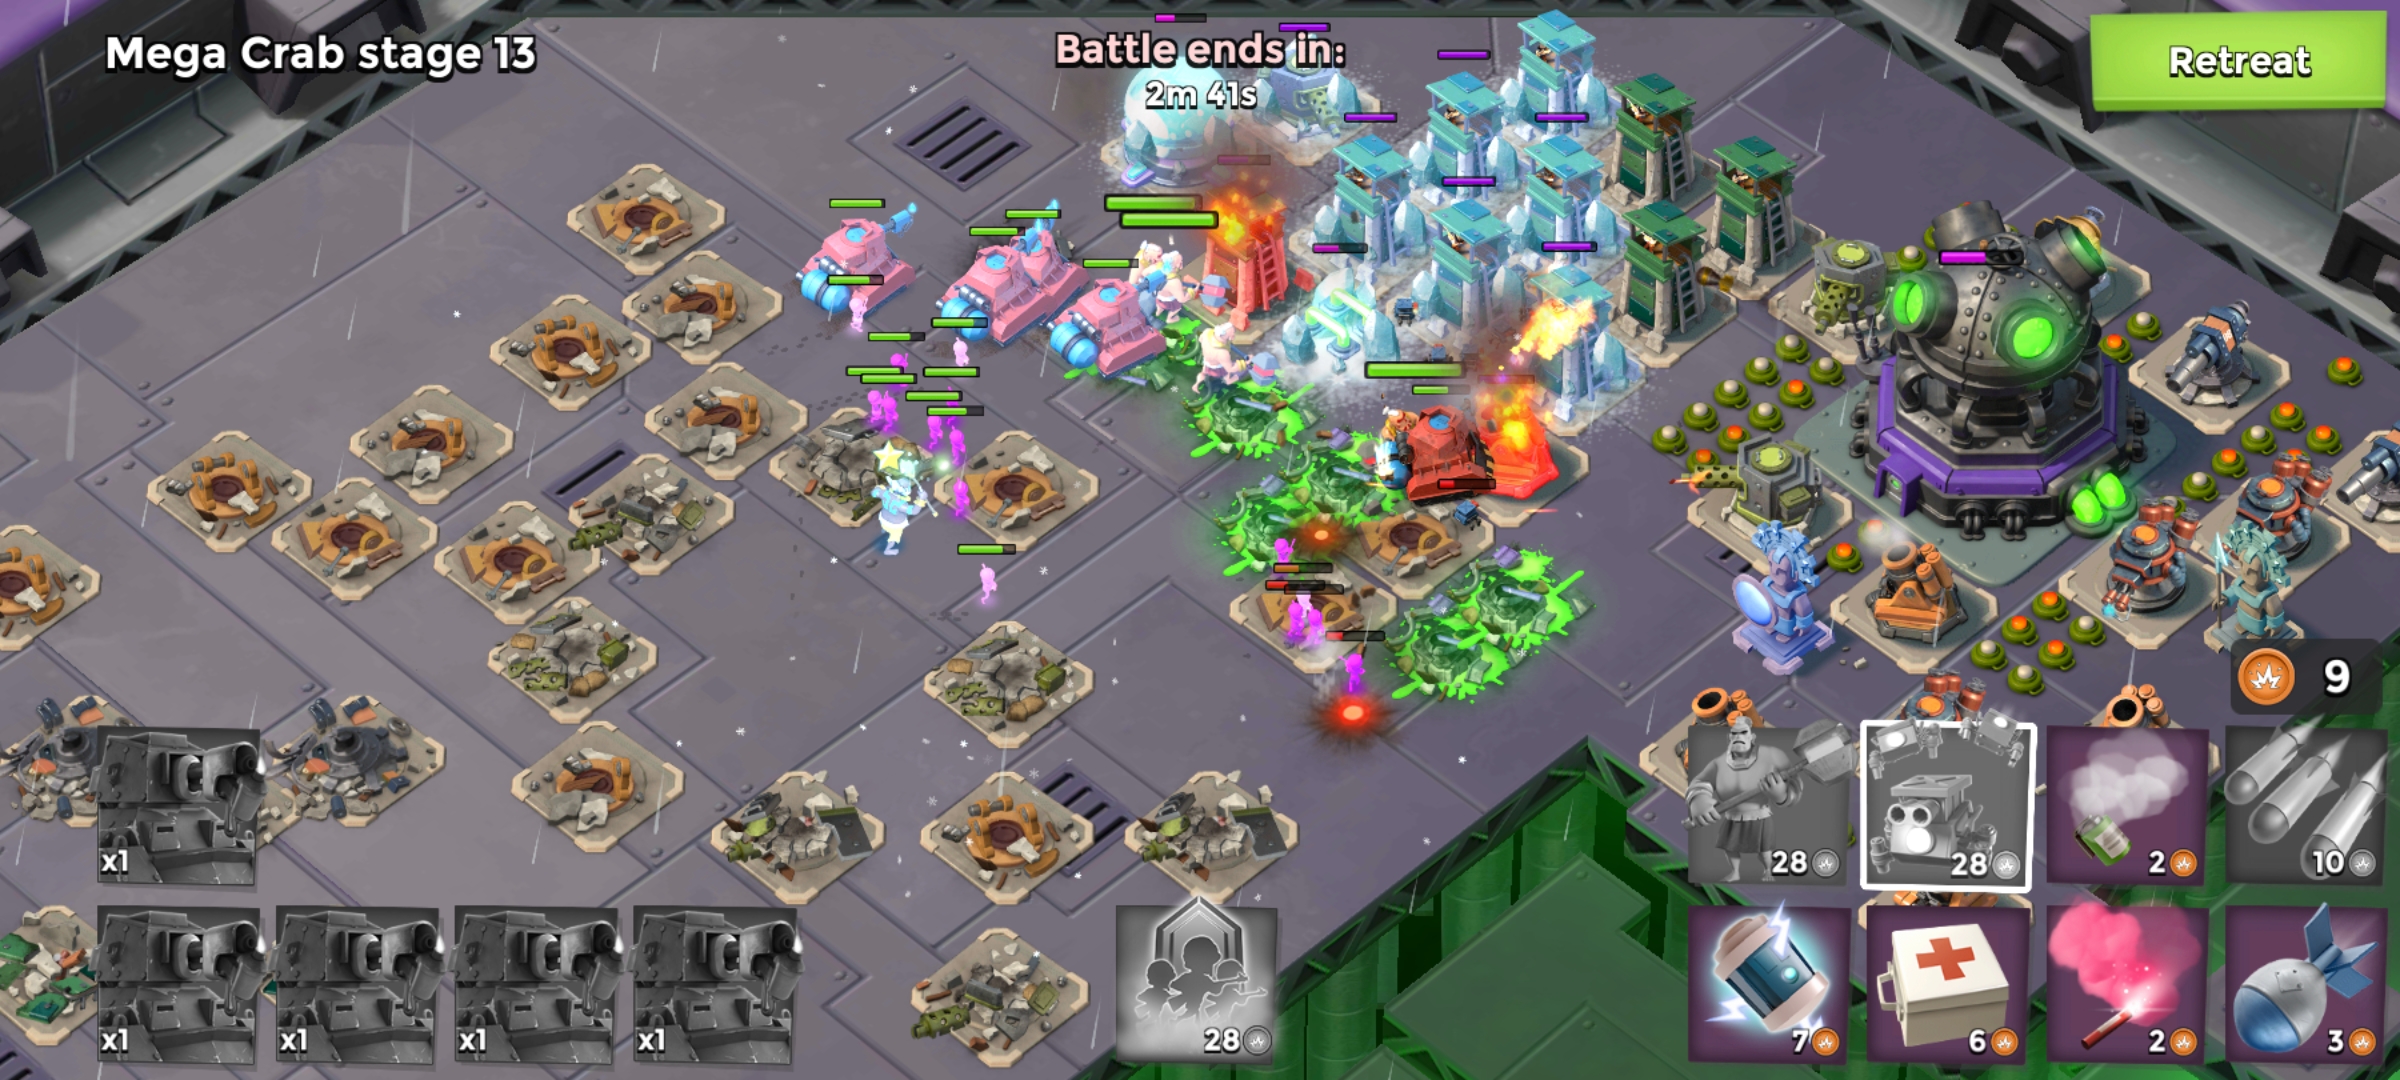 Mega Crab stage 13
Battle ends in:
2m 41s
Retreat
9
x1
28
28
2
10
x1
x1
x1
x1
28
7
6
2
3